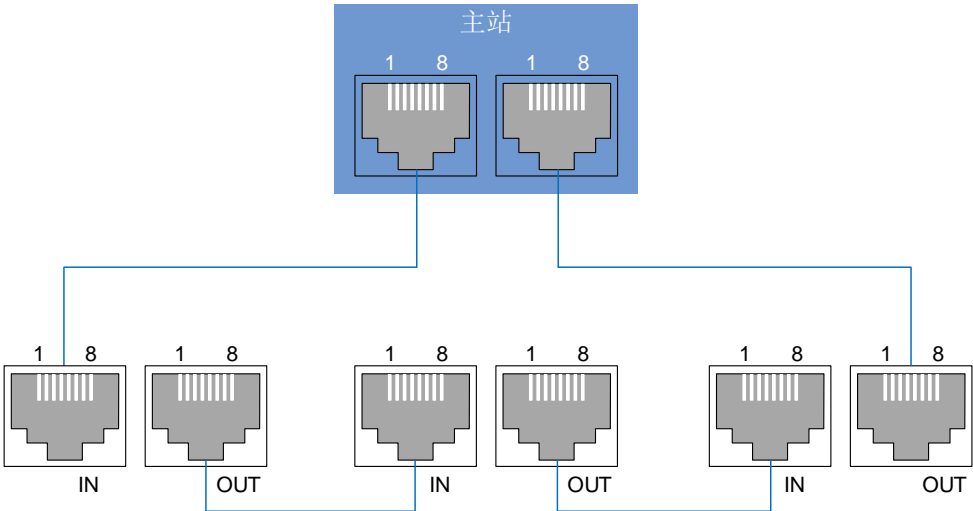 主站
1 8 1 8
1 8 1 8 1 8 1 8 1 8 1 8
IN OUT IN OUT IN OUT